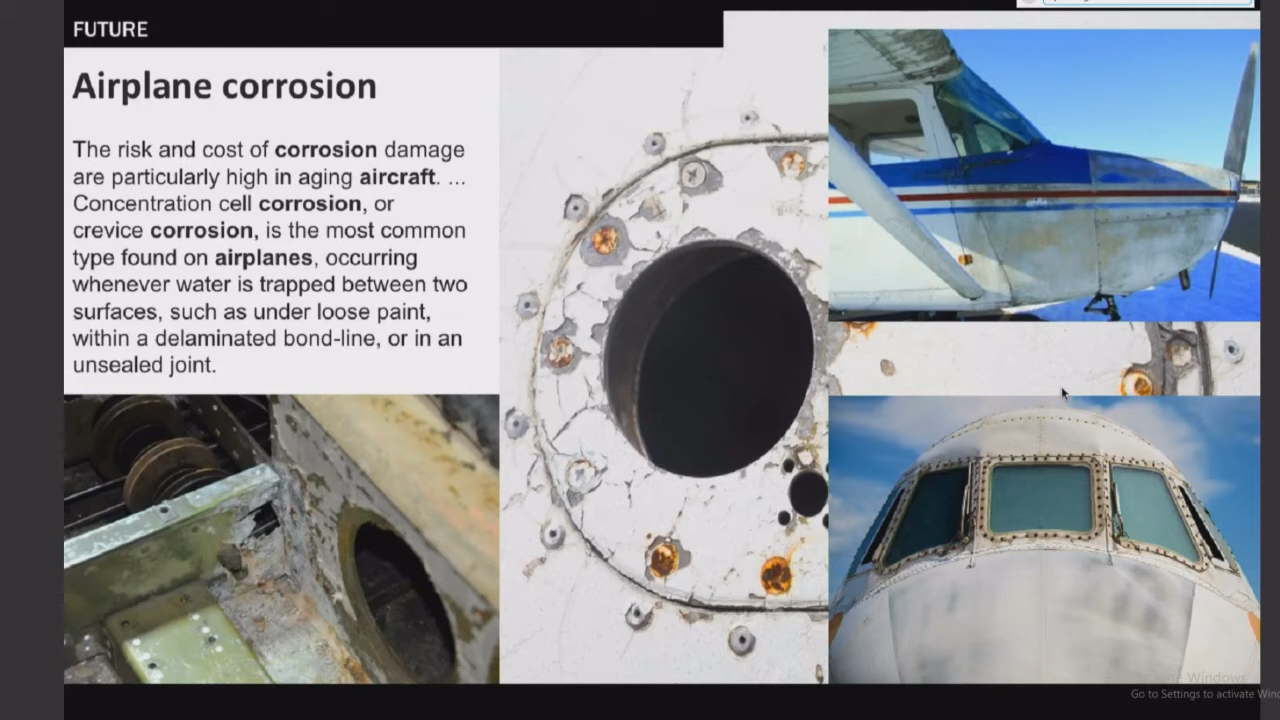 FUTURE
Airplane corrosion
The risk and cost of corrosion damage
are particularly high in aging aircraft. ...
Concentration cell corrosion, or
crevice corrosion, is the most common
type found on airplanes, occurring
whenever water is trapped between two
surfaces, such as under loose paint,
within a delaminated bond-line, or in an
unsealed joint.
Windows
Go to Settings to activate